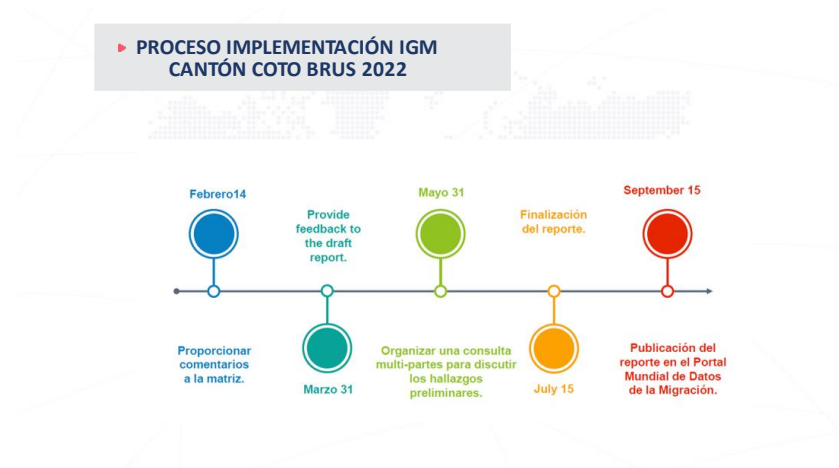 PROCESO IMPLEMENTACIÓN IGM
CANTÓN COTO BRUS 2022
Febrero14
Proporcionar
comentarios
a la matriz.
Provide
feedback to
the draft
report.
Marzo 31
Mayo 31
Organizar una consulta
multi-partes para discutir
los hallazgos
preliminares.
Finalización
del reporte.
July 15
September 15
Publicación del
reporte en el Portal
Mundial de Datos
de la Migración.